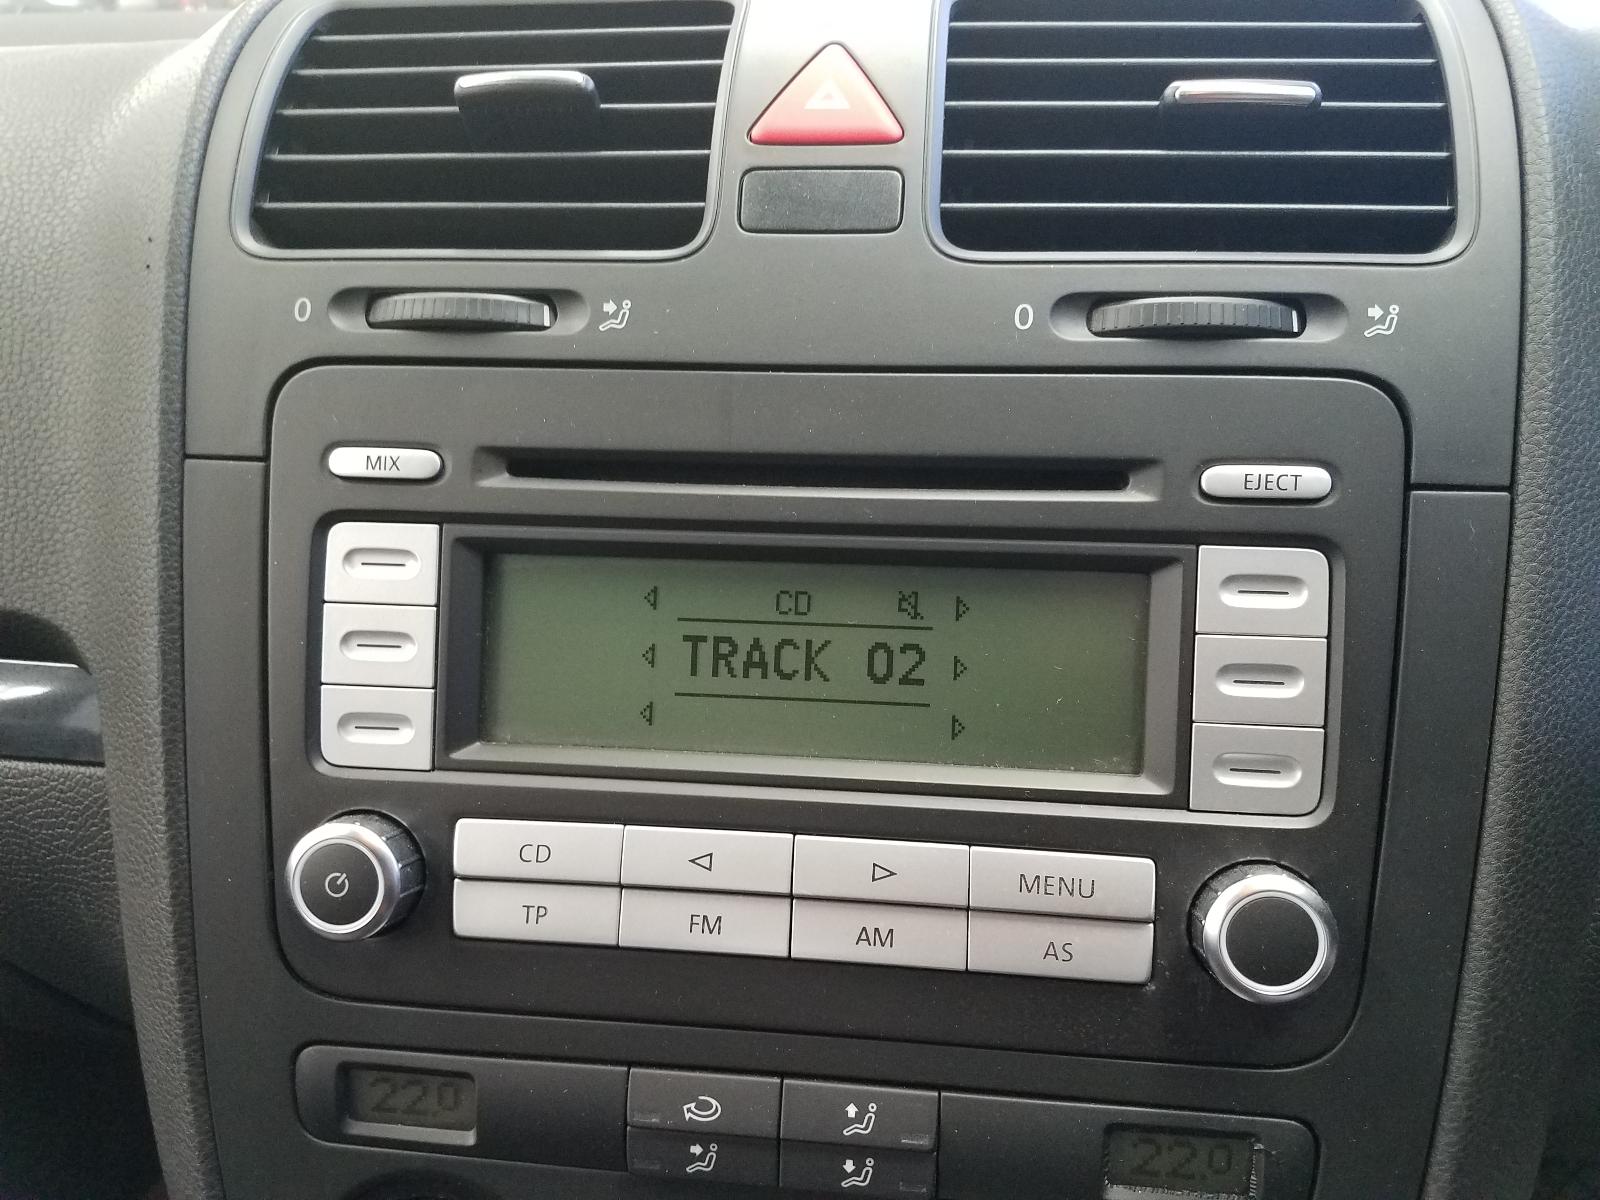 0
0
MIX
EJECT
CD
TRACK 02
CD
MENU
TP
FM
AM
AS
22.0
22.0